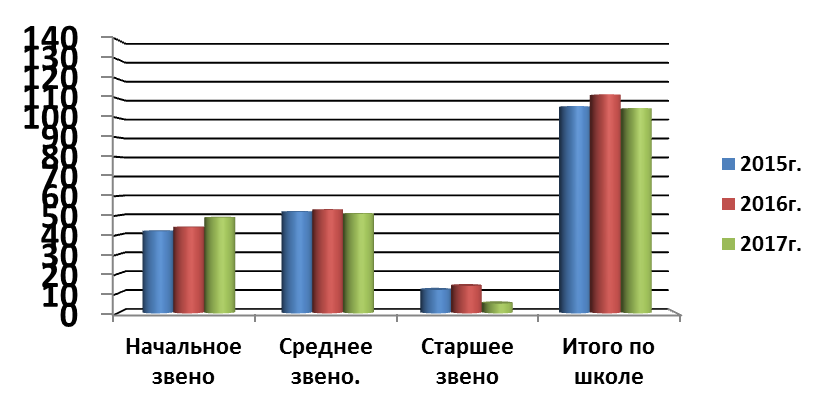 140
130
120
110
100
90
80
70
60
50
40
30
20
10
0
Начальное
звено
Среднее
звено.
Старшее
звено
Итого по
школе
2015г.
2016г.
2017г.